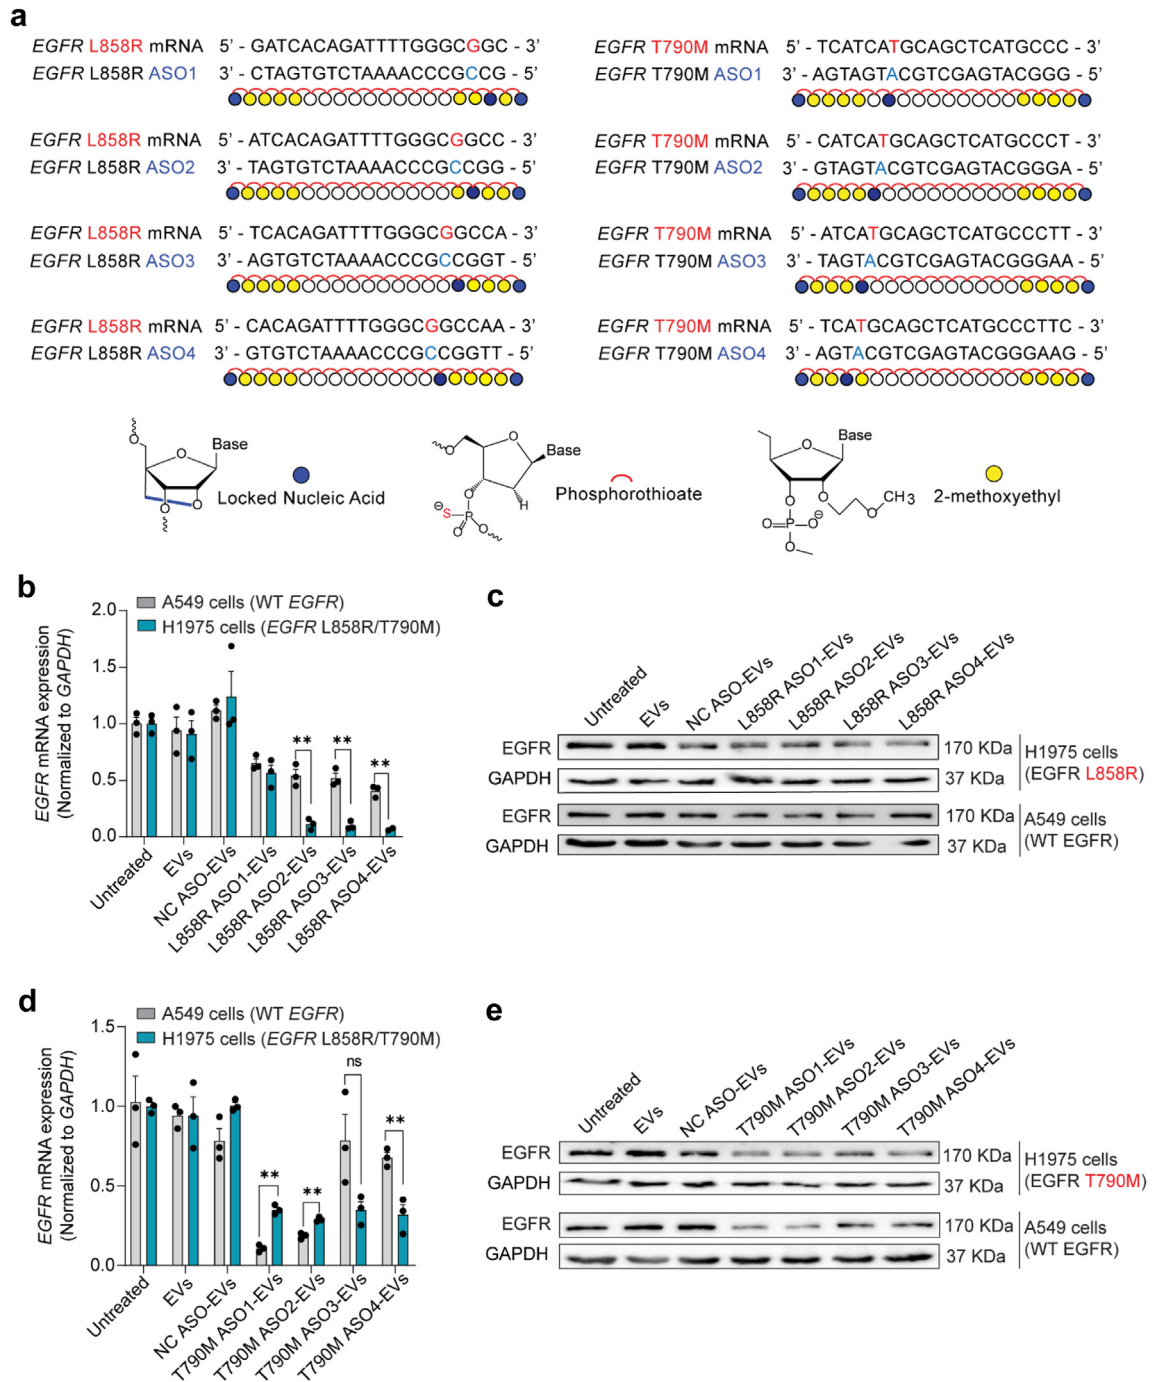 a
EGFR L858R mRNA 5' - GATCACAGATTTTGGGCGGC - 3'
EGFR L858R ASO1 3' - CTAGTGTCTAAAACCCGCCG - 5'
EGFR L858R mRNA 5' - ATCACAGATTTTGGGCGGCC - 3'
EGFR L858R ASO2 3' - TAGTGTCTAAAACCCGCCGG - 5'
EGFR L858R mRNA 5' - TCACAGATTTTGGGCGGCCA - 3'
EGFR L858R ASO3 3' - AGTGTCTAAAACCCGCCGGT - 5'
EGFR L858R mRNA 5' - CACAGATTTTGGGCGGCCAA - 3'
EGFR L858R ASO4 3' - GTGTCTAAAACCCGCCGGTT - 5'
EGFR T790M mRNA 5' - TCATCATGCAGCTCATGCCC - 3'
EGFR T790M ASO1 3' - AGTAGTACGTCGAGTACGGG - 5'
EGFR T790M mRNA 5' - CATCATGCAGCTCATGCCCT - 3'
EGFR T790M ASO2 3' - GTAGTACGTCGAGTACGGGA - 5'
EGFR T790M mRNA 5' - ATCATGCAGCTCATGCCCTT - 3'
EGFR T790M ASO3 3' - TAGTACGTCGAGTACGGGAA - 5'
EGFR T790M mRNA 5' - TCATGCAGCTCATGCCCTTC - 3'
EGFR T790M ASO4 3' - AGTACGTCGAGTACGGGAAG - 5'
O
O
Base
O
O
Locked Nucleic Acid
O
O
Base
O
H
⊖
S
P
O
O
Phosphorothioate
O
Base
O
O
O
CH3
O=P-O
⊖
O
2-methoxyethyl
b
A549 cells (WT EGFR)
H1975 cells (EGFR L858R/T790M)
EGFR mRNA expression
(Normalized to GAPDH)
2.0
1.5
1.0
0.5
0.0
**
**
**
Untreated
EVs
NC ASO-EVs
L858R ASO1-EVs
L858R ASO2-EVs
L858R ASO3-EVs
L858R ASO4-EVs
c
Untreated
EVs
NC ASO-EVs
L858R ASO1-EVs
L858R ASO2-EVs
L858R ASO3-EVs
L858R ASO4-EVs
EGFR 170 KDa
GAPDH 37 KDa
H1975 cells
(EGFR L858R)
EGFR 170 KDa
GAPDH 37 KDa
A549 cells
(WT EGFR)
d
A549 cells (WT EGFR)
H1975 cells (EGFR L858R/T790M)
EGFR mRNA expression
(Normalized to GAPDH)
1.5
1.0
0.5
0.0
**
**
ns
**
Untreated
EVs
NC ASO-EVs
T790M ASO1-EVs
T790M ASO2-EVs
T790M ASO3-EVs
T790M ASO4-EVs
e
Untreated
EVs
NC ASO-EVs
T790M ASO1-EVs
T790M ASO2-EVs
T790M ASO3-EVs
T790M ASO4-EVs
EGFR 170 KDa
GAPDH 37 KDa
H1975 cells
(EGFR T790M)
EGFR 170 KDa
GAPDH 37 KDa
A549 cells
(WT EGFR)